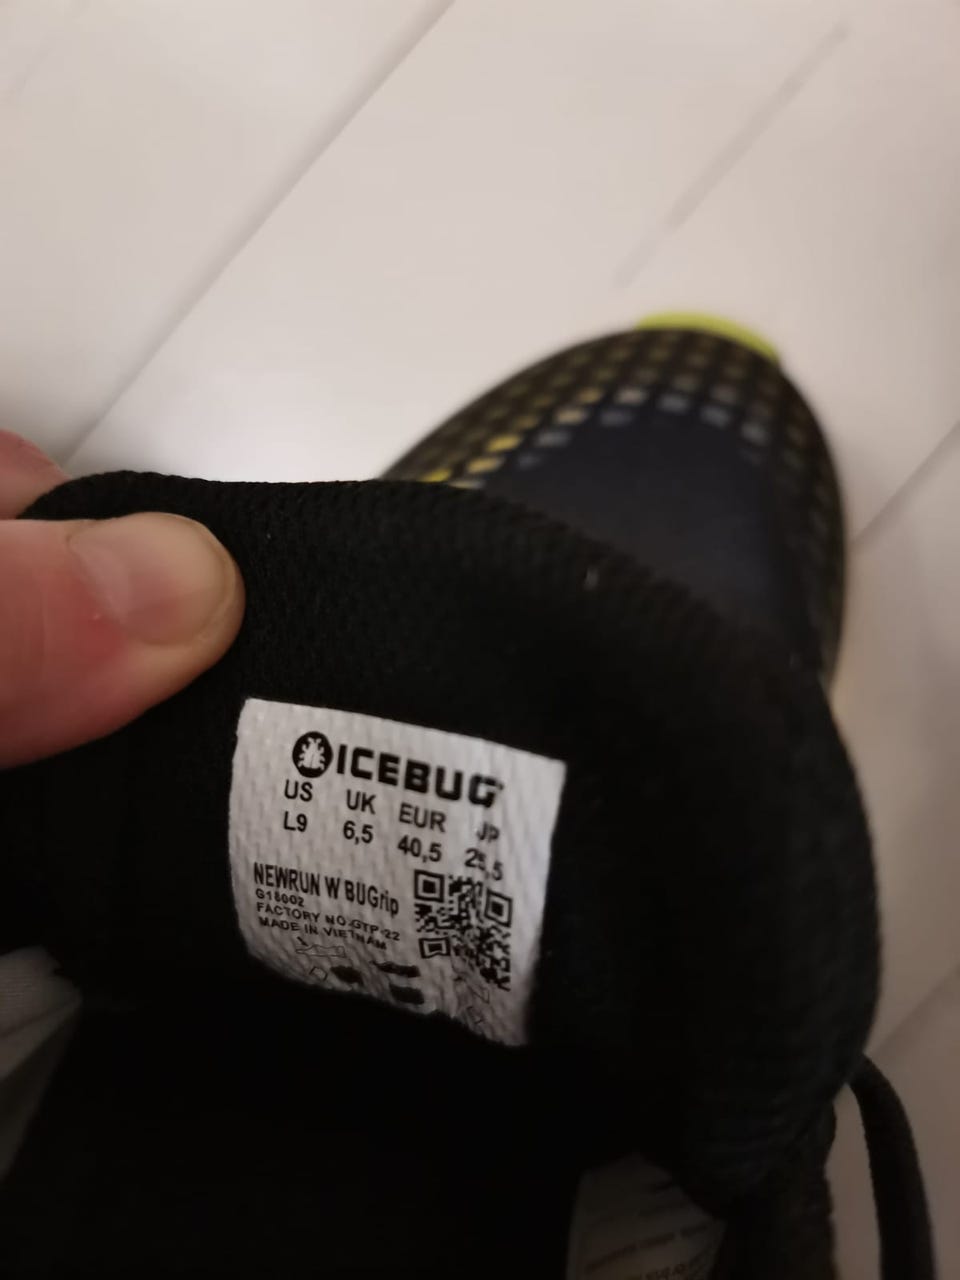 ICEBUG
US UK EUR JP
L9 6,5 40,5 25,5
NEWRUN W BUGrip
G18002
FACTORY NO.GTP-22
MADE IN VIETNAM